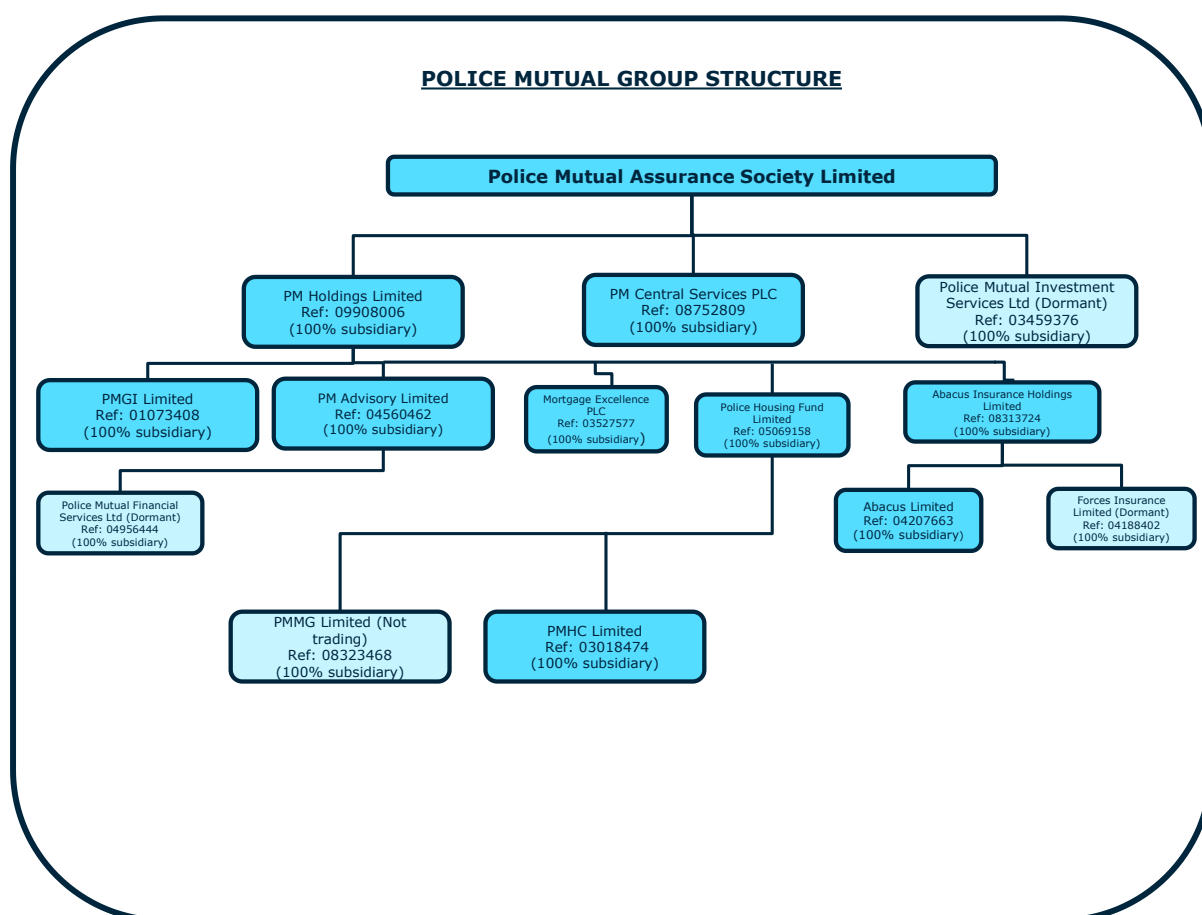 POLICE MUTUAL GROUP STRUCTURE
Police Mutual Assurance Society Limited
PM Holdings Limited
Ref: 09908006
(100% subsidiary)
PM Central Services PLC
Ref: 08752809
(100% subsidiary)
Police Mutual Investment
Services Ltd (Dormant)
Ref: 03459376
(100% subsidiary)
PMGI Limited
Ref: 01073408
(100% subsidiary)
PM Advisory Limited
Ref: 04560462
(100% subsidiary)
Mortgage Excellence
PLC
Ref: 03527577
(100% subsidiary)
Police Housing Fund
Limited
Ref: 05069158
(100% subsidiary)
Abacus Insurance Holdings
Limited
Ref: 08313724
(100% subsidiary)
Police Mutual Financial
Services Ltd (Dormant)
Ref: 04956444
(100% subsidiary)
Abacus Limited
Ref: 04207663
(100% subsidiary)
Forces Insurance
Limited (Dormant)
Ref: 04188402
(100% subsidiary)
PMMG Limited (Not
trading)
Ref: 08323468
(100% subsidiary)
PMHC Limited
Ref: 03018474
(100% subsidiary)